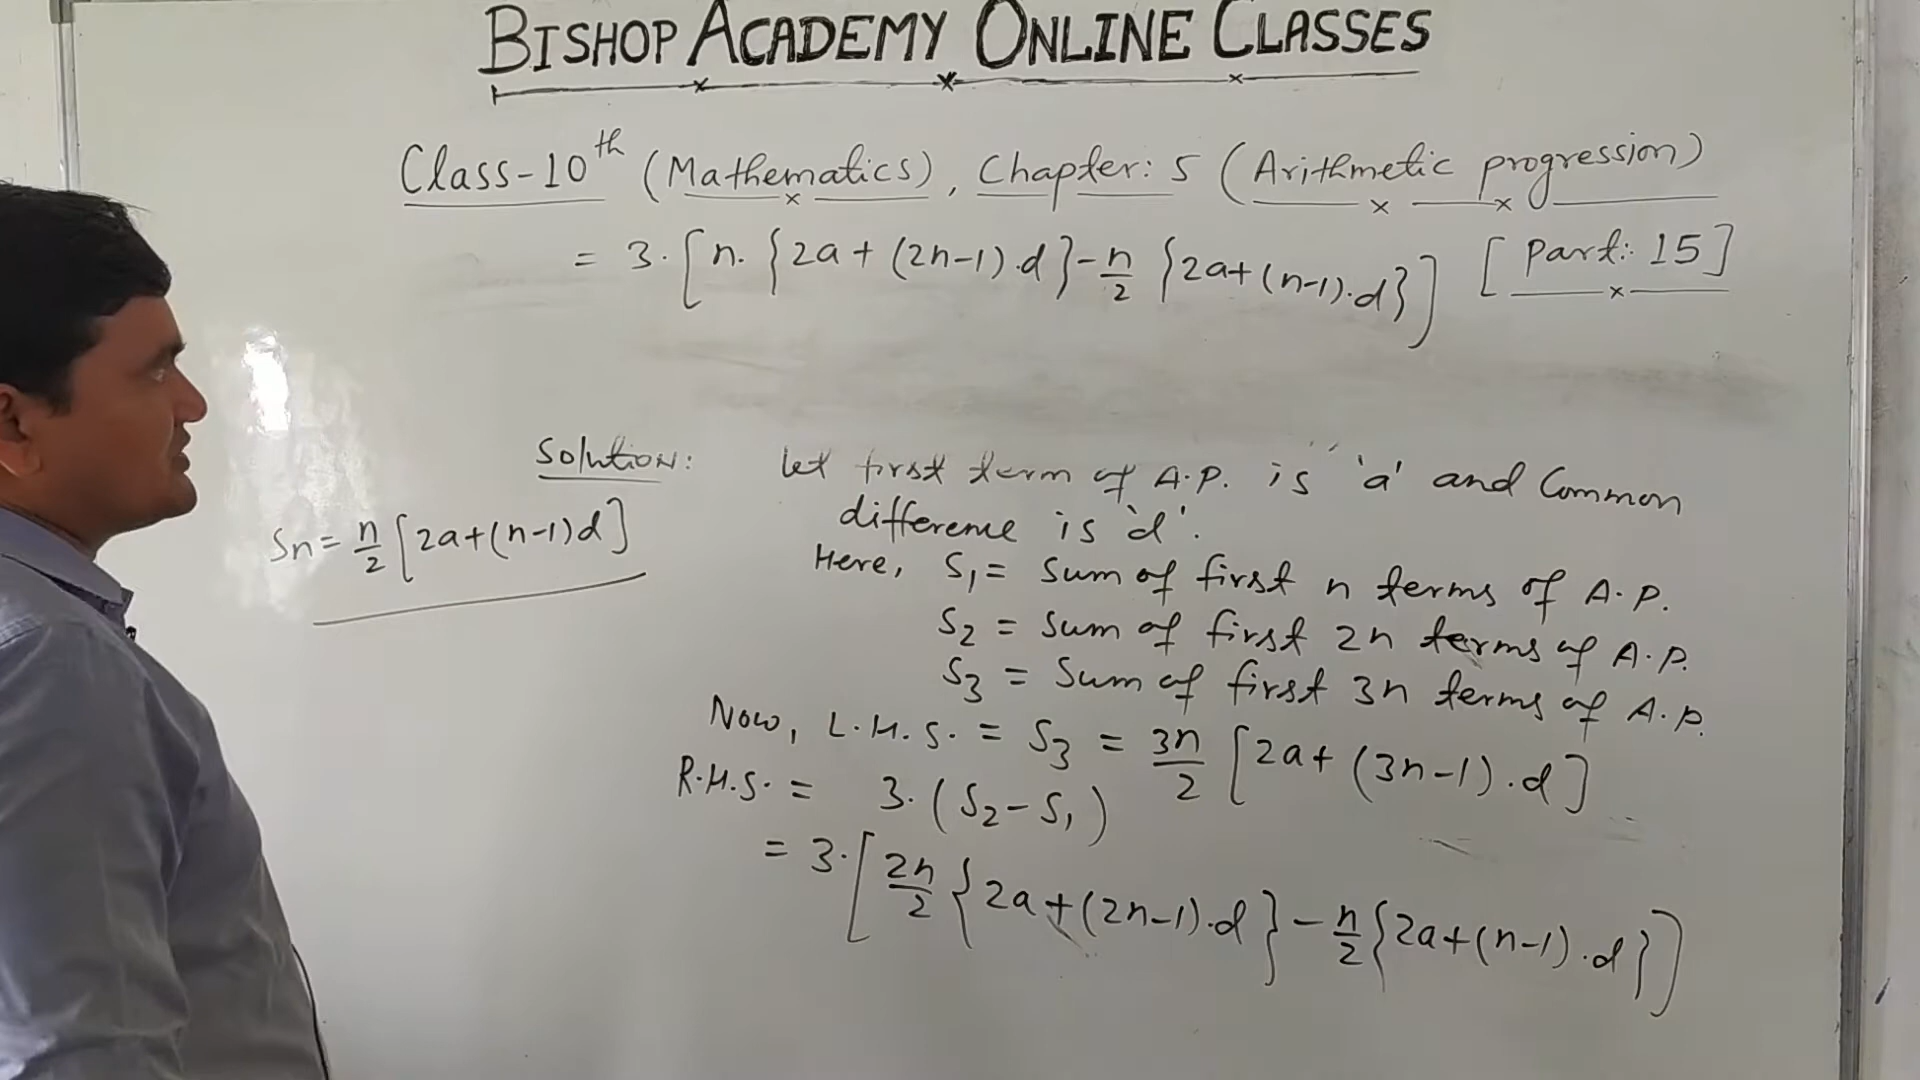 BISHOP ACADEMY ONLINE CLASSES
Class-10th (Mathematics), Chapter: 5 (Arithmetic progression)
= 3·[n·{2a+(2n-1)·d}-n/2{2a+(n-1)·d}] [Part: 15]
Solution: Let first term of A.P. is 'a' and Common
difference is 'd'.
Sn=n/2[2a+(n-1)d]
Here, S₁= Sum of first n terms of A.P.
S₂ = Sum of first 2n terms of A.P.
S₃ = Sum of first 3n terms of A.P.
Now, L.H.S. = S₃ = 3n/2[2a+(3n-1)·d]
R.H.S. = 3·(S₂-S₁)
= 3·[2n/2{2a+(2n-1)·d}-n/2{2a+(n-1)·d}]